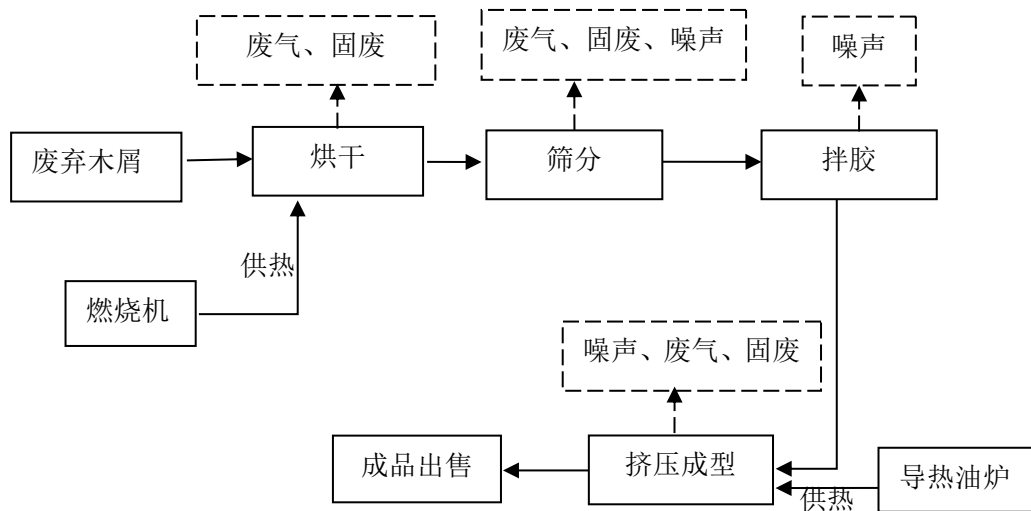 废气、固废
废气、固废、噪声
噪声
废弃木屑
烘干
筛分
拌胶
供热
燃烧机
噪声、废气、固废
成品出售
挤压成型
导热油炉
供热